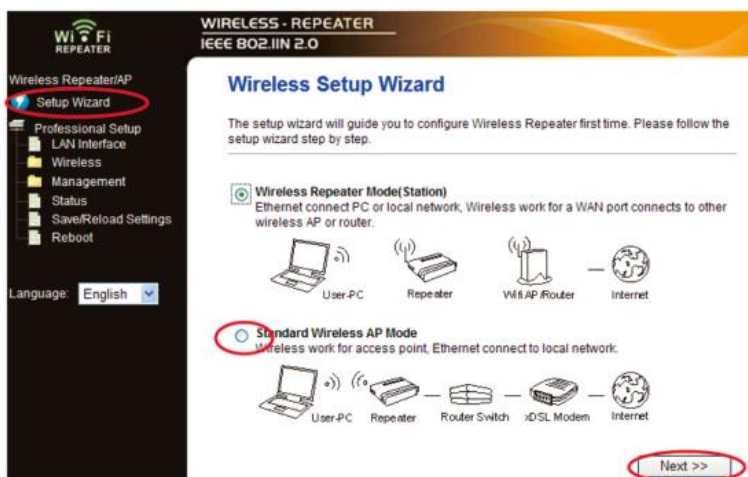 Wi Fi
REPEATER
WIRELESS - REPEATER
IEEE 802.IIN 2.0
Wireless Repeater/AP
Setup Wizard
Professional Setup
LAN Interface
Wireless
Management
Status
Save/Reload Settings
Reboot
Language: English
Wireless Setup Wizard
The setup wizard will guide you to configure Wireless Repeater first time. Please follow the
setup wizard step by step.
Wireless Repeater Mode(Station)
Ethernet connect PC or local network, Wireless work for a WAN port connects to other
wireless AP or router.
User-PC Repeater Wifi AP/Router Internet
Standard Wireless AP Mode
Wireless work for access point, Ethernet connect to local network.
User-PC Repeater Router Switch xDSL Modem Internet
Next >>